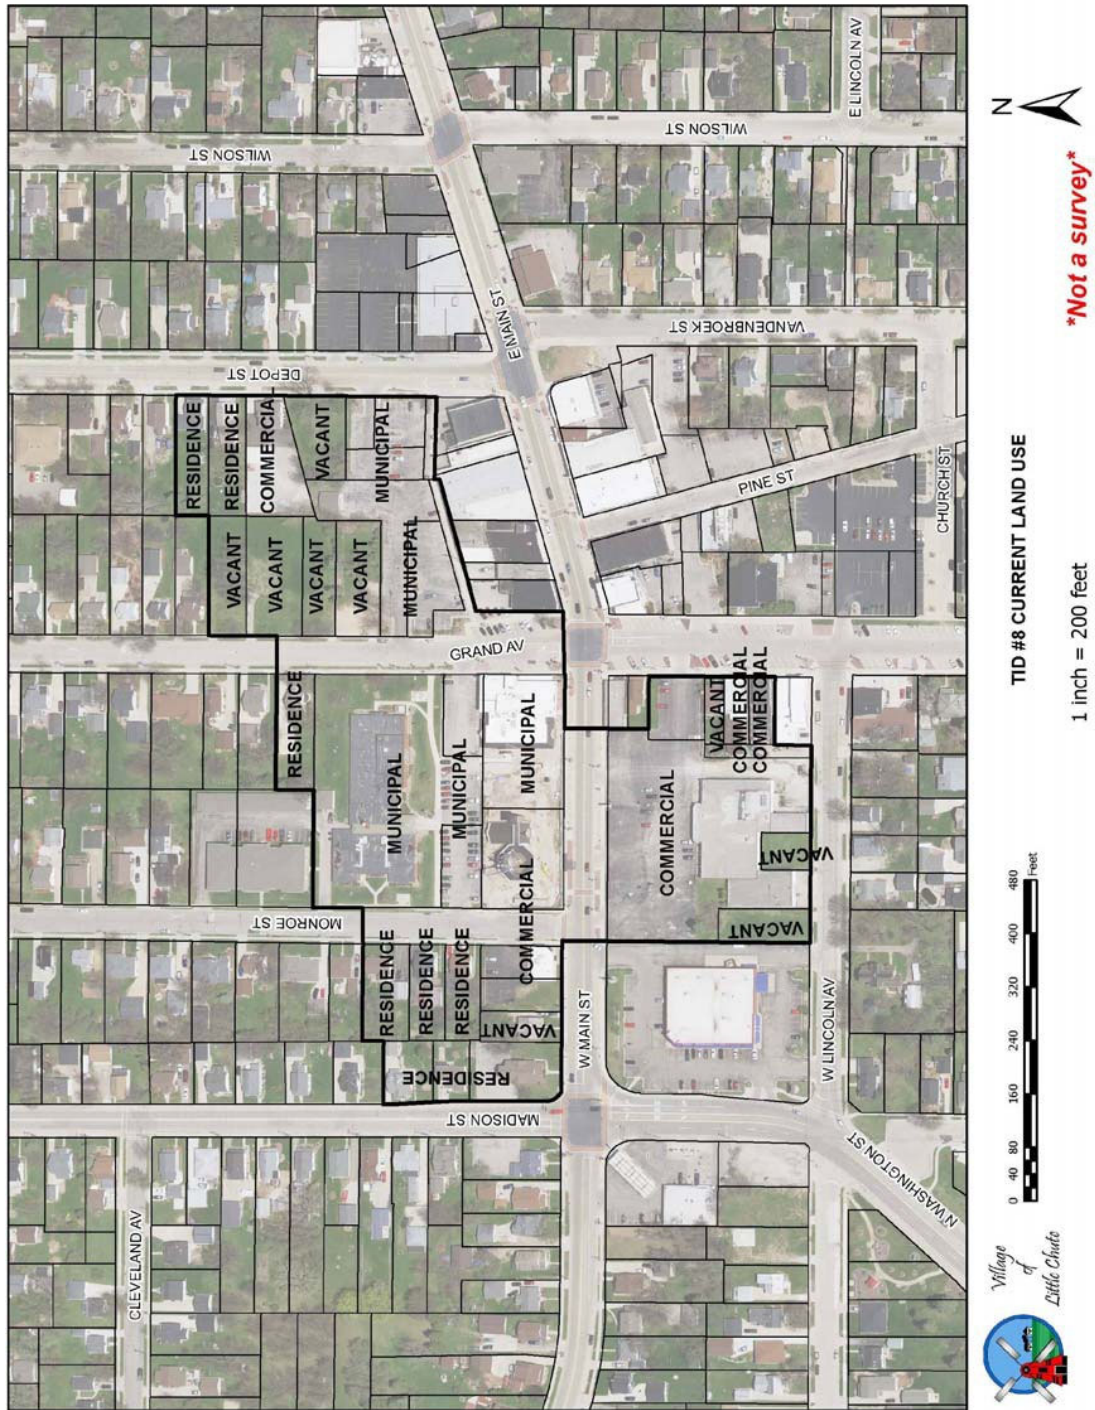 CLEVELAND AV
WILSON ST
DEPOT ST
RESIDENCE
RESIDENCE
COMMERCIAL
VACANT
MUNICIPAL
VACANT
VACANT
VACANT
VACANT
MUNICIPAL
MONROE ST
RESIDENCE
MUNICIPAL
MUNICIPAL
MUNICIPAL
COMMERCIAL
RESIDENCE
RESIDENCE
RESIDENCE
RESIDENCE
VACANT
MADISON ST
GRAND AV
E MAIN ST
W MAIN ST
COMMERCIAL
VACANT
COMMERCIAL
COMMERCIAL
VACANT
VACANT
PINE ST
VANDENBROEK ST
WILSON ST
E LINCOLN AV
W LINCOLN AV
N WASHINGTON ST
CHURCH ST
Village
of
Little Chute
0 40 80 160 240 320 400 480
Feet
TID #8 CURRENT LAND USE
1 inch = 200 feet
N
*Not a survey*